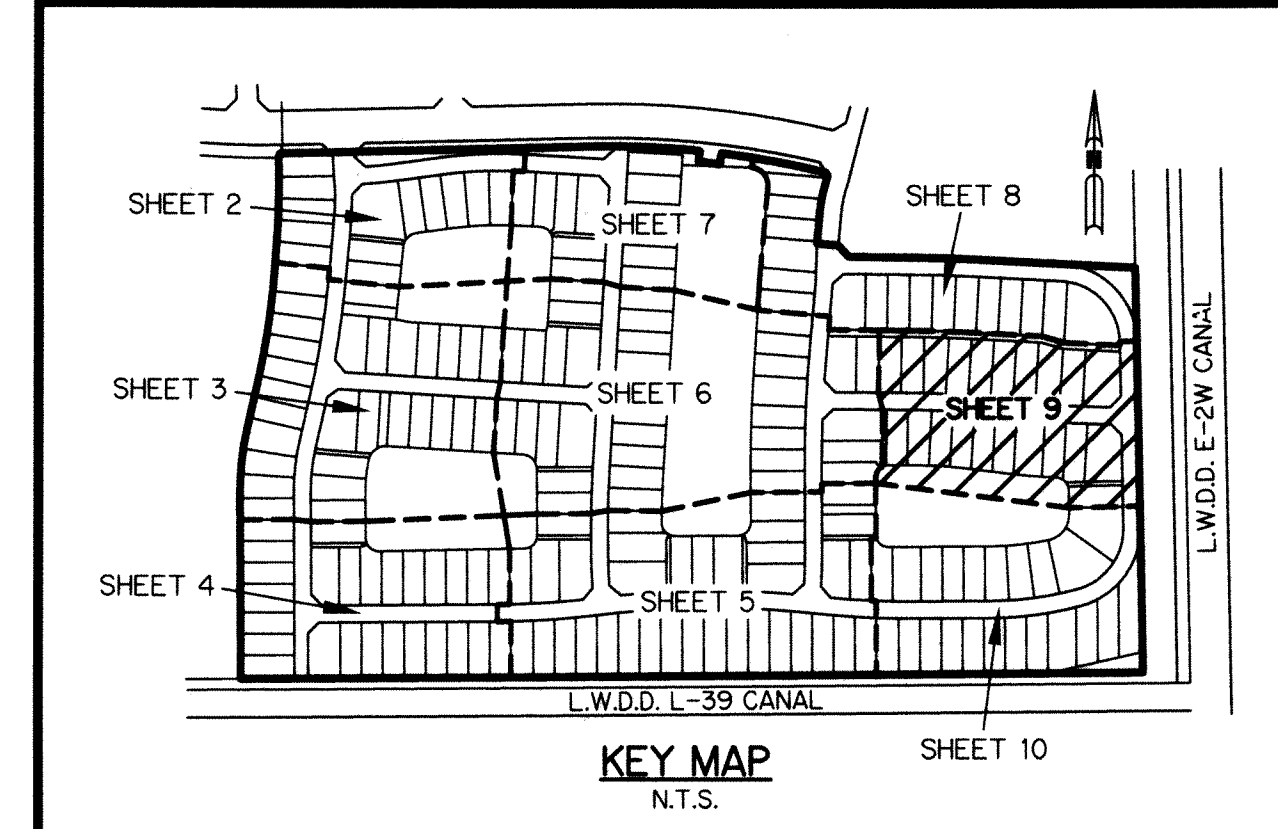 SHEET 2
SHEET 7
SHEET 8
L.W.D.D. E-2W CANAL
SHEET 3
SHEET 6
SHEET 9
SHEET 4
SHEET 5
L.W.D.D. L-39 CANAL
SHEET 10
KEY MAP
N.T.S.